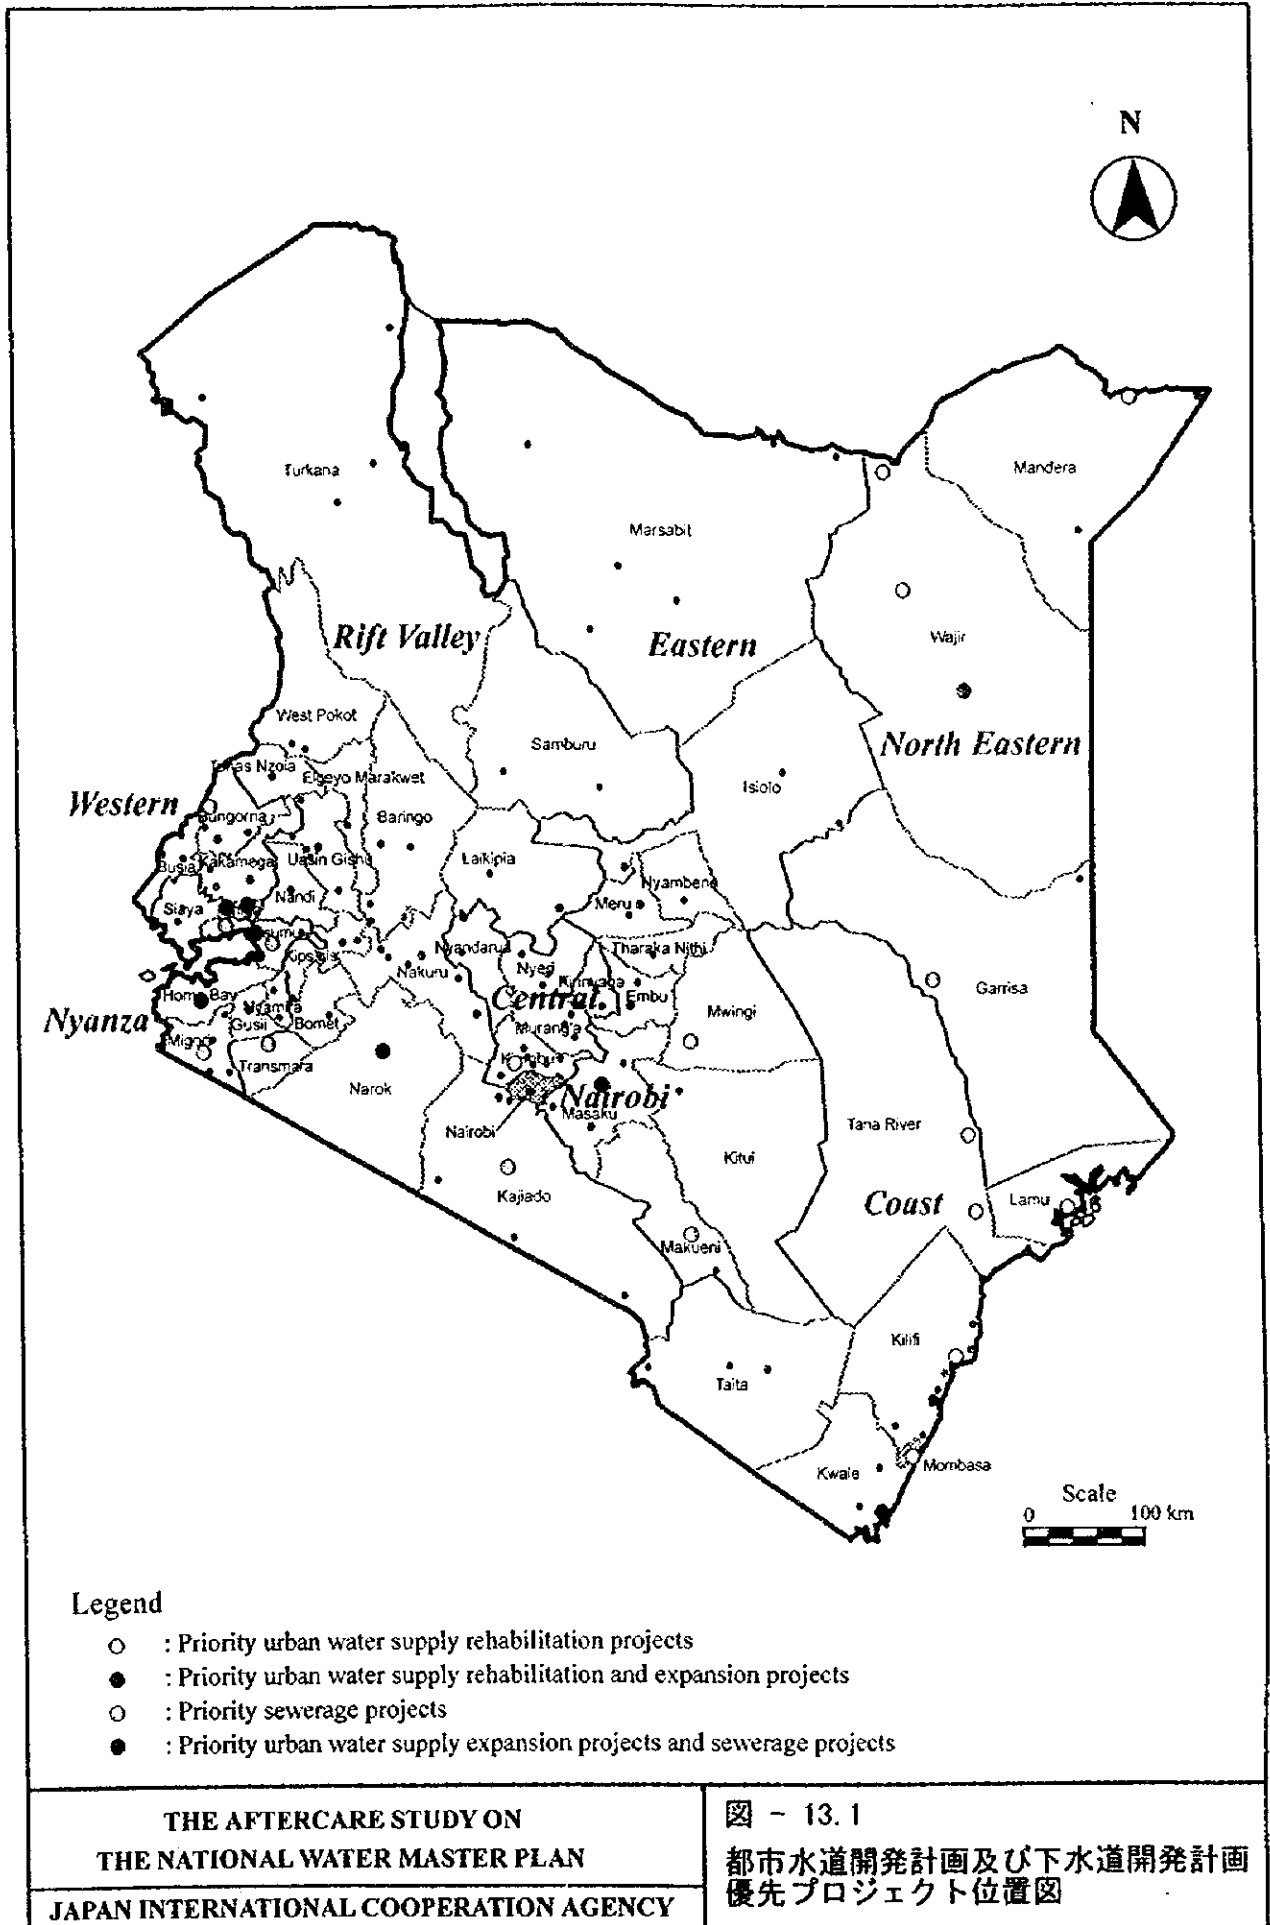 N
Turkana
Mandera
Marsabit
Rift Valley
Eastern
Wajir
West Pokot
Samburu
North Eastern
Elgeyo Marakwet
Isiolo
Western
Bungoma
Baringo
Busia
Kakamega
Uasin Gishu
Laikipia
Nyambene
Siaya
Nandi
Meru
Nyandarua
Tharaka Nithi
Nakuru
Nyeri
Kirinyaga
Garrisa
Homa Bay
Nyamira
Central
Embu
Mwingi
Nyanza
Gusii
Bomet
Murang'a
Transmara
Narok
Nairobi
Masaku
Tana River
Nairobi
Kitui
Kajiado
Coast
Lamu
Makueni
Kilifi
Taita
Kwale
Mombasa
Scale
0 100 km
Legend
: Priority urban water supply rehabilitation projects
: Priority urban water supply rehabilitation and expansion projects
: Priority sewerage projects
: Priority urban water supply expansion projects and sewerage projects
THE AFTERCARE STUDY ON
THE NATIONAL WATER MASTER PLAN
JAPAN INTERNATIONAL COOPERATION AGENCY
図 - 13.1
都市水道開発計画及び下水道開発計画
優先プロジェクト位置図